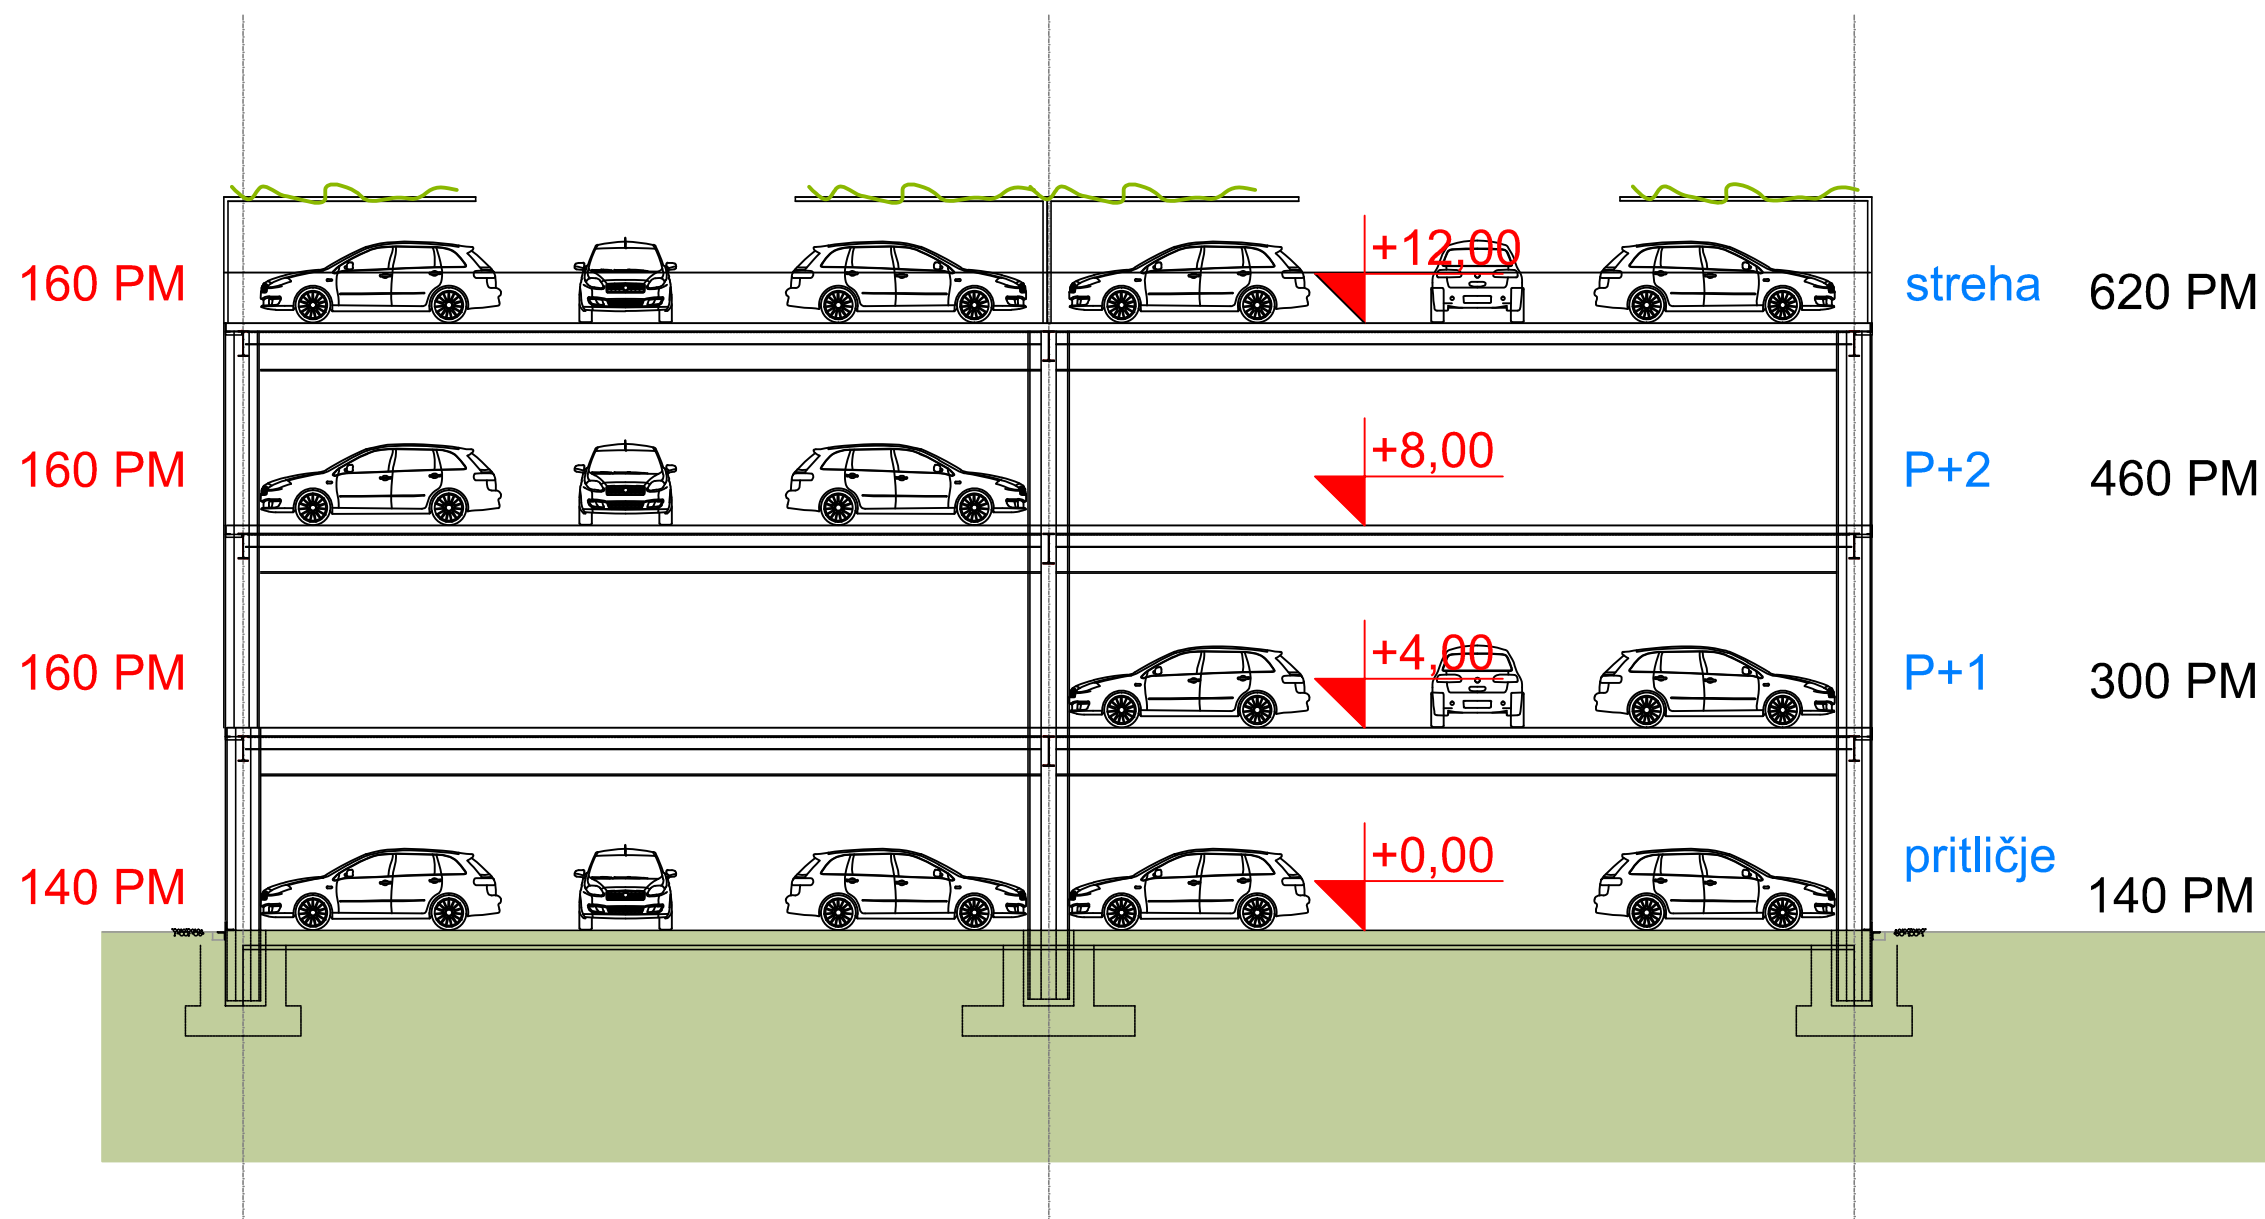 +12,00
160 PM streha 620 PM
+8,00
160 PM P+2 460 PM
+4,00
160 PM P+1 300 PM
+0,00
pritličje
140 PM 140 PM